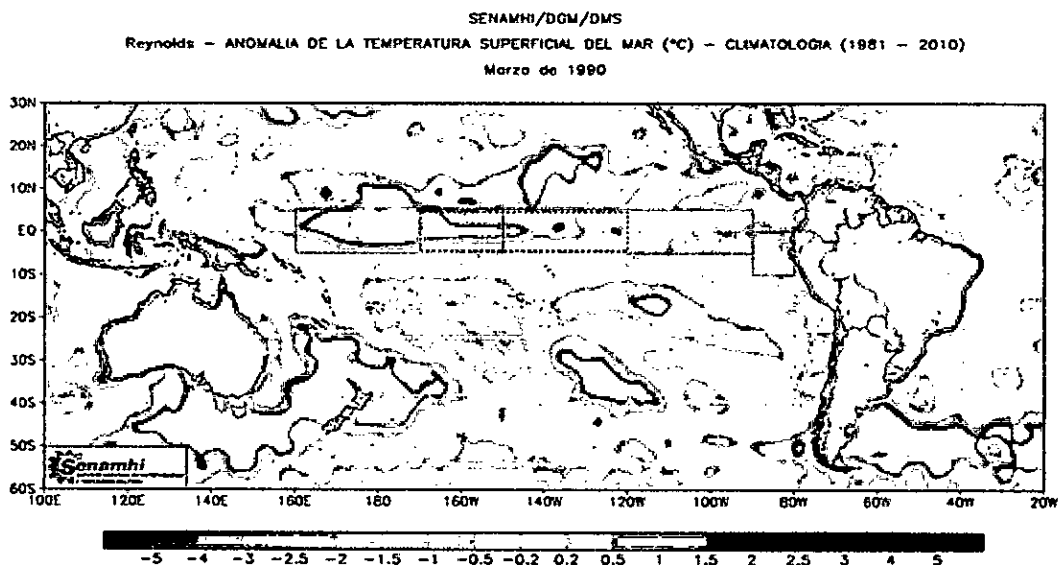 SENAMHI/DGM/DMS
Reynolds - ANOMALIA DE LA TEMPERATURA SUPERFICIAL DEL MAR (°C) - CLIMATOLOGIA (1981 - 2010)
Marzo de 1990
30N
20N
10N
EQ
10S
20S
30S
40S
50S
60S
Senamhi
100E 120E 140E 160E 180 160W 140W 120W 100W 80W 60W 40W 20W
-5 -4 -3 -2.5 -2 -1.5 -1 -0.5 -0.2 0.2 0.5 1 1.5 2 2.5 3 4 5